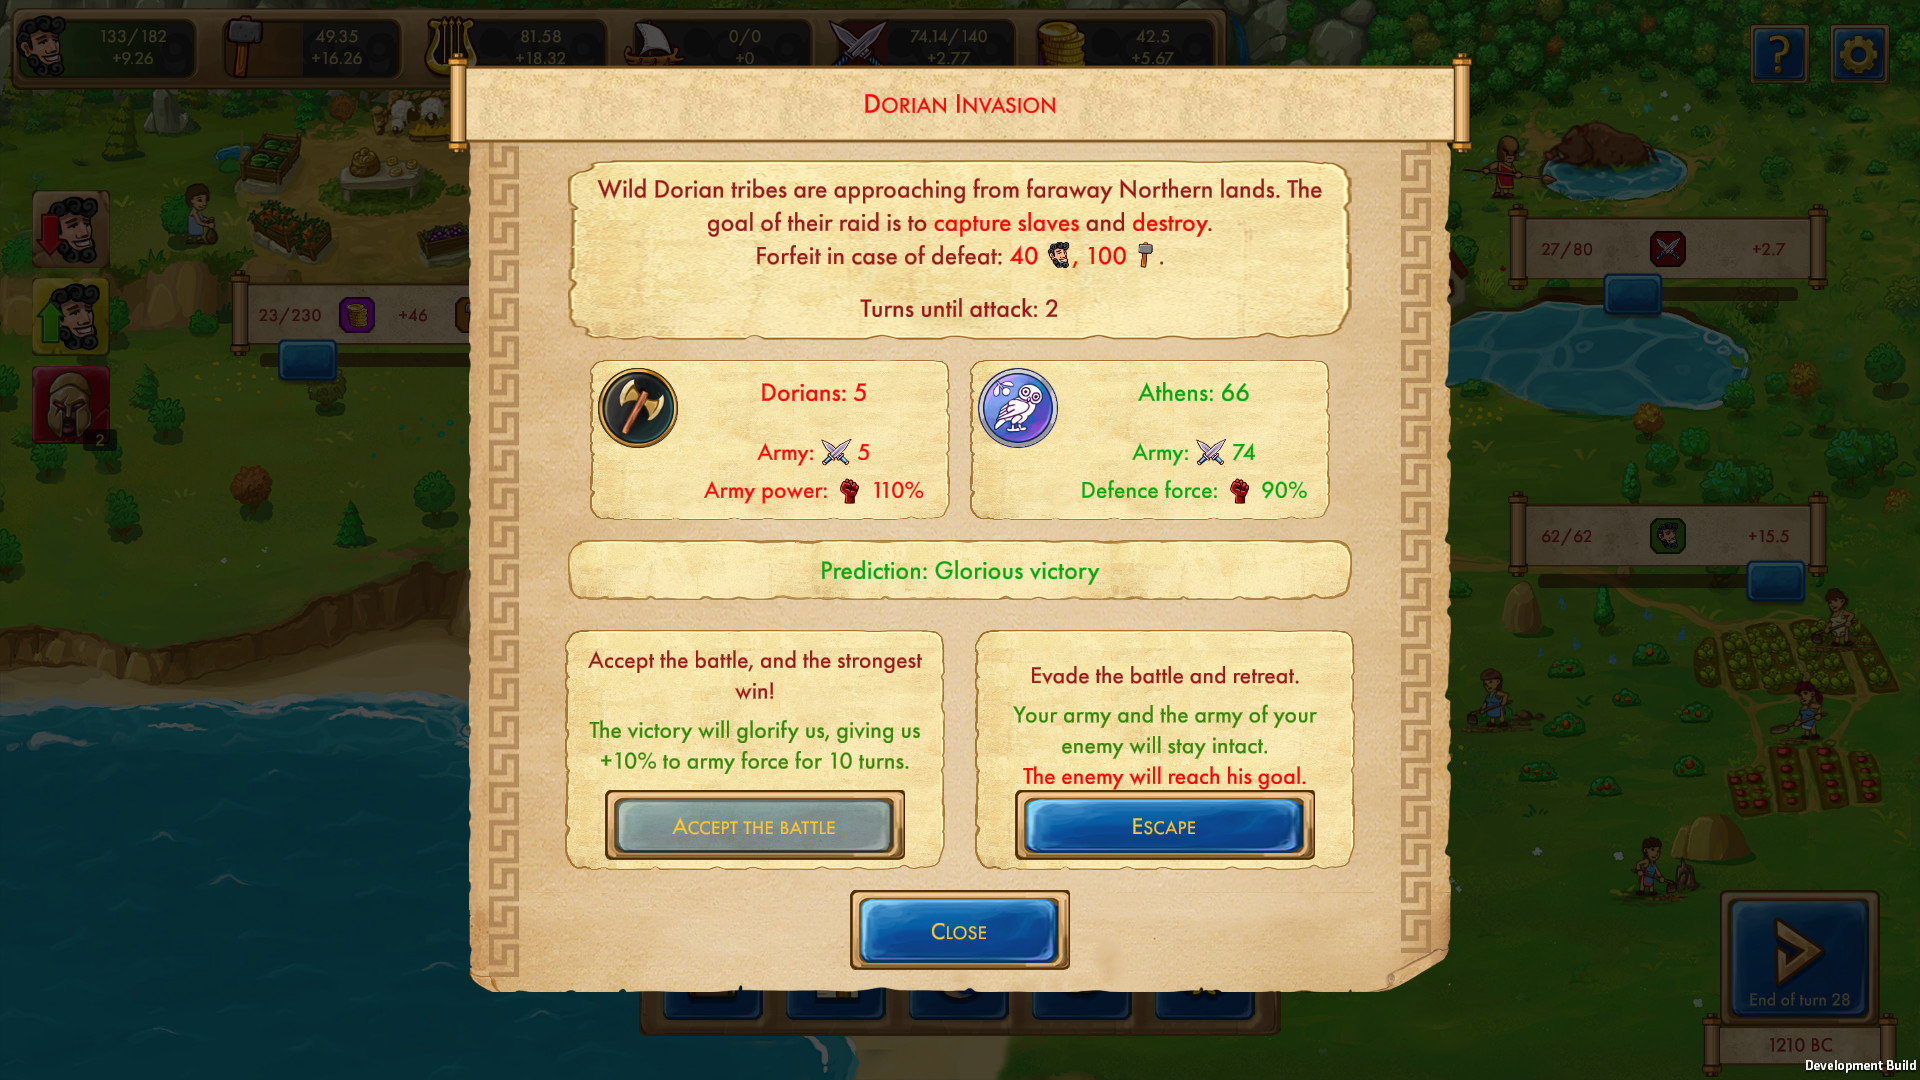 133/182
+9.26
49.35
+16.26
81.58
+18.32
0/0
+0
74.14/140
+2.77
42.5
+5.67
?
Dorian Invasion
Wild Dorian tribes are approaching from faraway Northern lands. The
goal of their raid is to capture slaves and destroy.
Forfeit in case of defeat: 40 , 100 .
Turns until attack: 2
Dorians: 5
Army: 5
Army power: 110%
Athens: 66
Army: 74
Defence force: 90%
Prediction: Glorious victory
Accept the battle, and the strongest
win!
The victory will glorify us, giving us
+10% to army force for 10 turns.
Accept the battle
Evade the battle and retreat.
Your army and the army of your
enemy will stay intact.
The enemy will reach his goal.
Escape
Close
23/230
+46
2
27/80
+2.7
62/62
+15.5
End of turn 28
1210 BC
Development Build